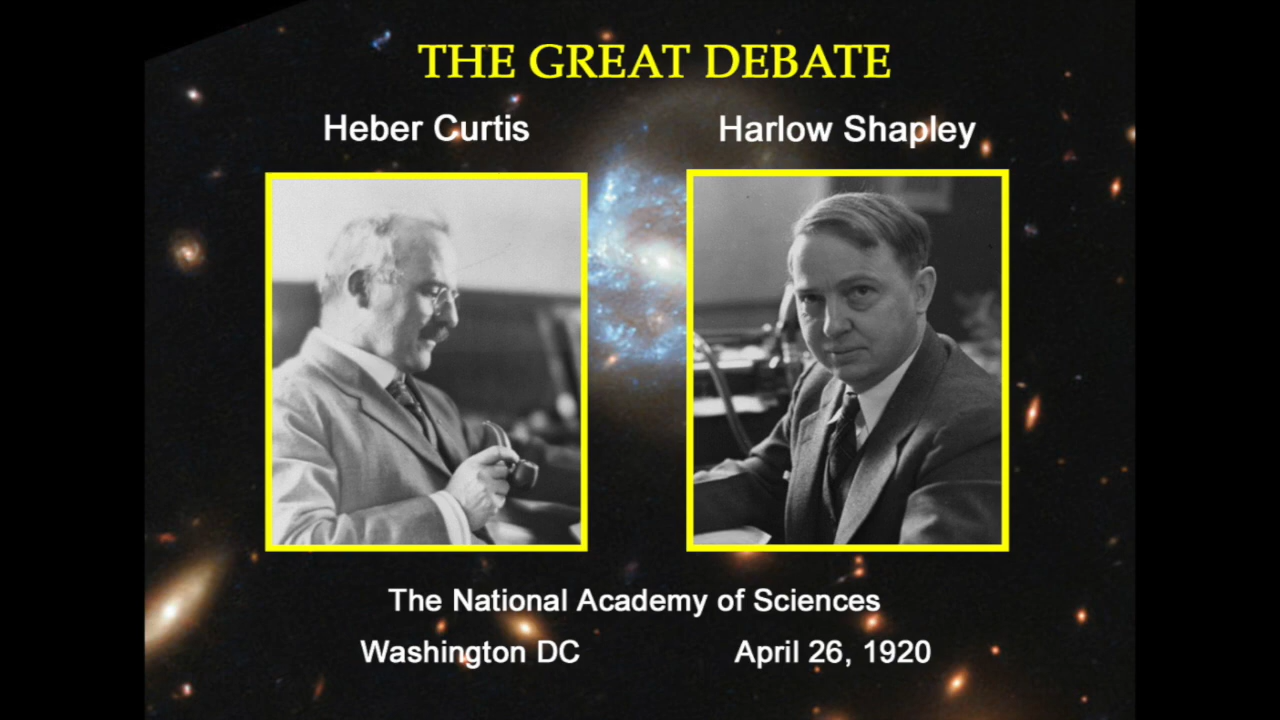 THE GREAT DEBATE
Heber Curtis
Harlow Shapley
The National Academy of Sciences
Washington DC
April 26, 1920